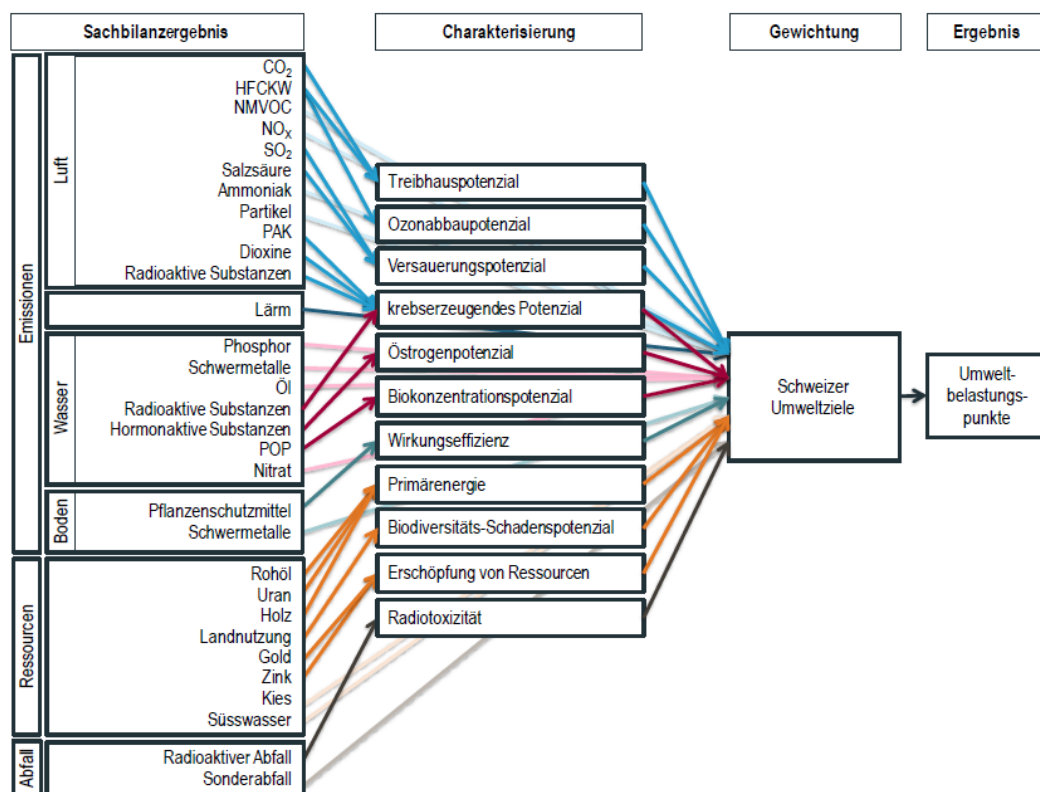 Sachbilanzergebnis
Charakterisierung
Gewichtung
Ergebnis
Emissionen
Luft
CO₂
HFCKW
NMVOC
NOₓ
SO₂
Salzsäure
Ammoniak
Partikel
PAK
Dioxine
Radioaktive Substanzen
Lärm
Wasser
Phosphor
Schwermetalle
Öl
Radioaktive Substanzen
Hormonaktive Substanzen
POP
Nitrat
Boden
Pflanzenschutzmittel
Schwermetalle
Ressourcen
Rohöl
Uran
Holz
Landnutzung
Gold
Zink
Kies
Süsswasser
Abfall
Radioaktiver Abfall
Sonderabfall
Treibhauspotenzial
Ozonabbaupotenzial
Versauerungspotenzial
krebserzeugendes Potenzial
Östrogenpotenzial
Biokonzentrationspotenzial
Wirkungseffizienz
Primärenergie
Biodiversitäts-Schadenspotenzial
Erschöpfung von Ressourcen
Radiotoxizität
Schweizer
Umweltziele
Umwelt-
belastungs-
punkte